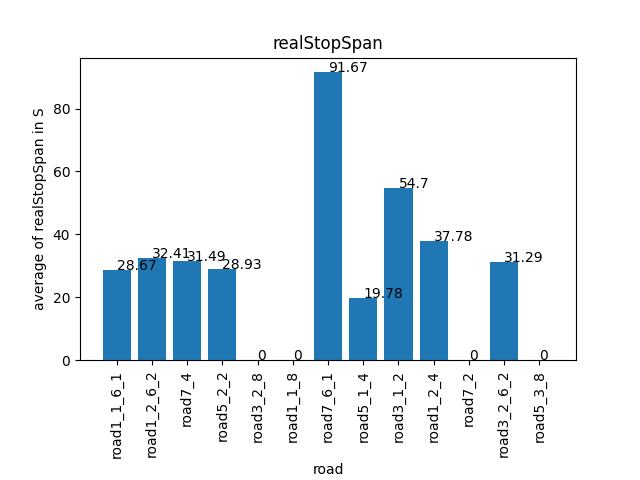 realStopSpan
average of realStopSpan in S
80
60
40
20
0
28.67
32.41
31.49
28.93
0
0
91.67
19.78
54.7
37.78
0
31.29
0
road1_1_6_1
road1_2_6_2
road7_4
road5_2_2
road3_2_8
road1_1_8
road7_6_1
road5_1_4
road3_1_2
road1_2_4
road7_2
road3_2_6_2
road5_3_8
road